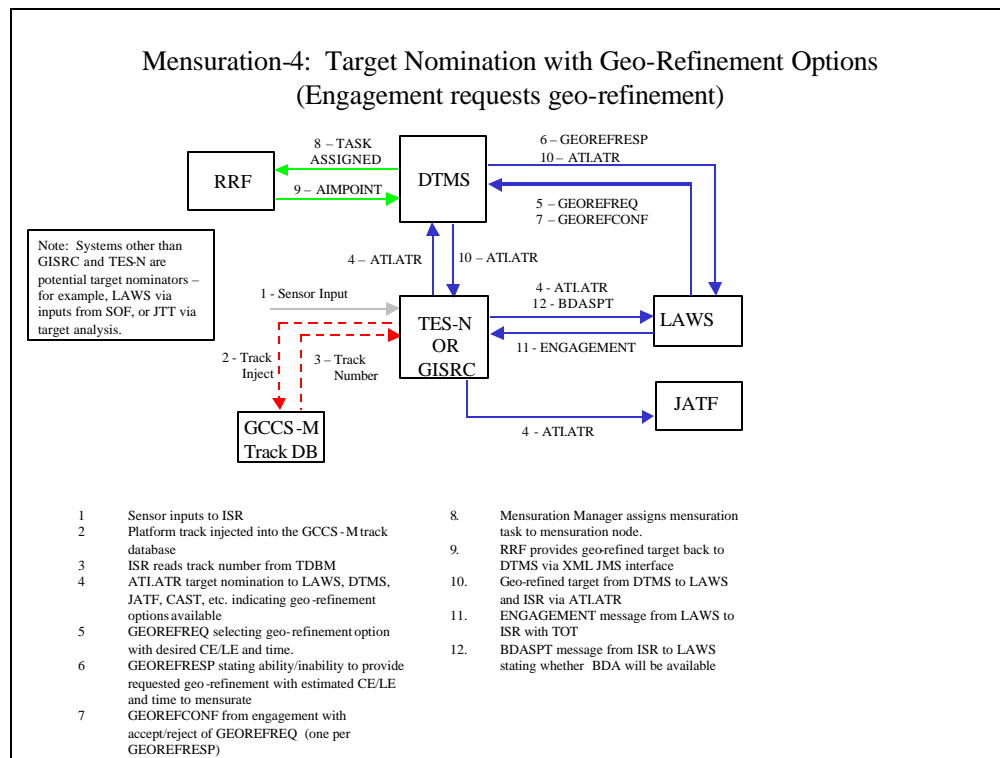 Mensuration-4: Target Nomination with Geo-Refinement Options
(Engagement requests geo-refinement)
8 – TASK
ASSIGNED
RRF
9 – AIMPOINT
DTMS
6 – GEOREFRESP
10 – ATI.ATR
5 – GEOREFREQ
7 – GEOREFCONF
Note: Systems other than
GISRC and TES-N are
potential target nominators –
for example, LAWS via
inputs from SOF, or JTT via
target analysis.
4 – ATI.ATR
10 – ATI.ATR
1 - Sensor Input
4 - ATI.ATR
12 - BDASPT
TES-N
OR
GISRC
LAWS
11 - ENGAGEMENT
2 - Track
Inject
3 – Track
Number
GCCS-M
Track DB
JATF
4 - ATI.ATR
1 Sensor inputs to ISR
2 Platform track injected into the GCCS-M track
database
3 ISR reads track number from TDBM
4 ATI.ATR target nomination to LAWS, DTMS,
JATF, CAST, etc. indicating geo-refinement
options available
5 GEOREFREQ selecting geo-refinement option
with desired CE/LE and time.
6 GEOREFRESP stating ability/inability to provide
requested geo-refinement with estimated CE/LE
and time to mensurate
7 GEOREFCONF from engagement with
accept/reject of GEOREFREQ (one per
GEOREFRESP)
8. Mensuration Manager assigns mensuration
task to mensuration node.
9. RRF provides geo-refined target back to
DTMS via XML JMS interface
10. Geo-refined target from DTMS to LAWS
and ISR via ATI.ATR
11. ENGAGEMENT message from LAWS to
ISR with TOT
12. BDASPT message from ISR to LAWS
stating whether BDA will be available